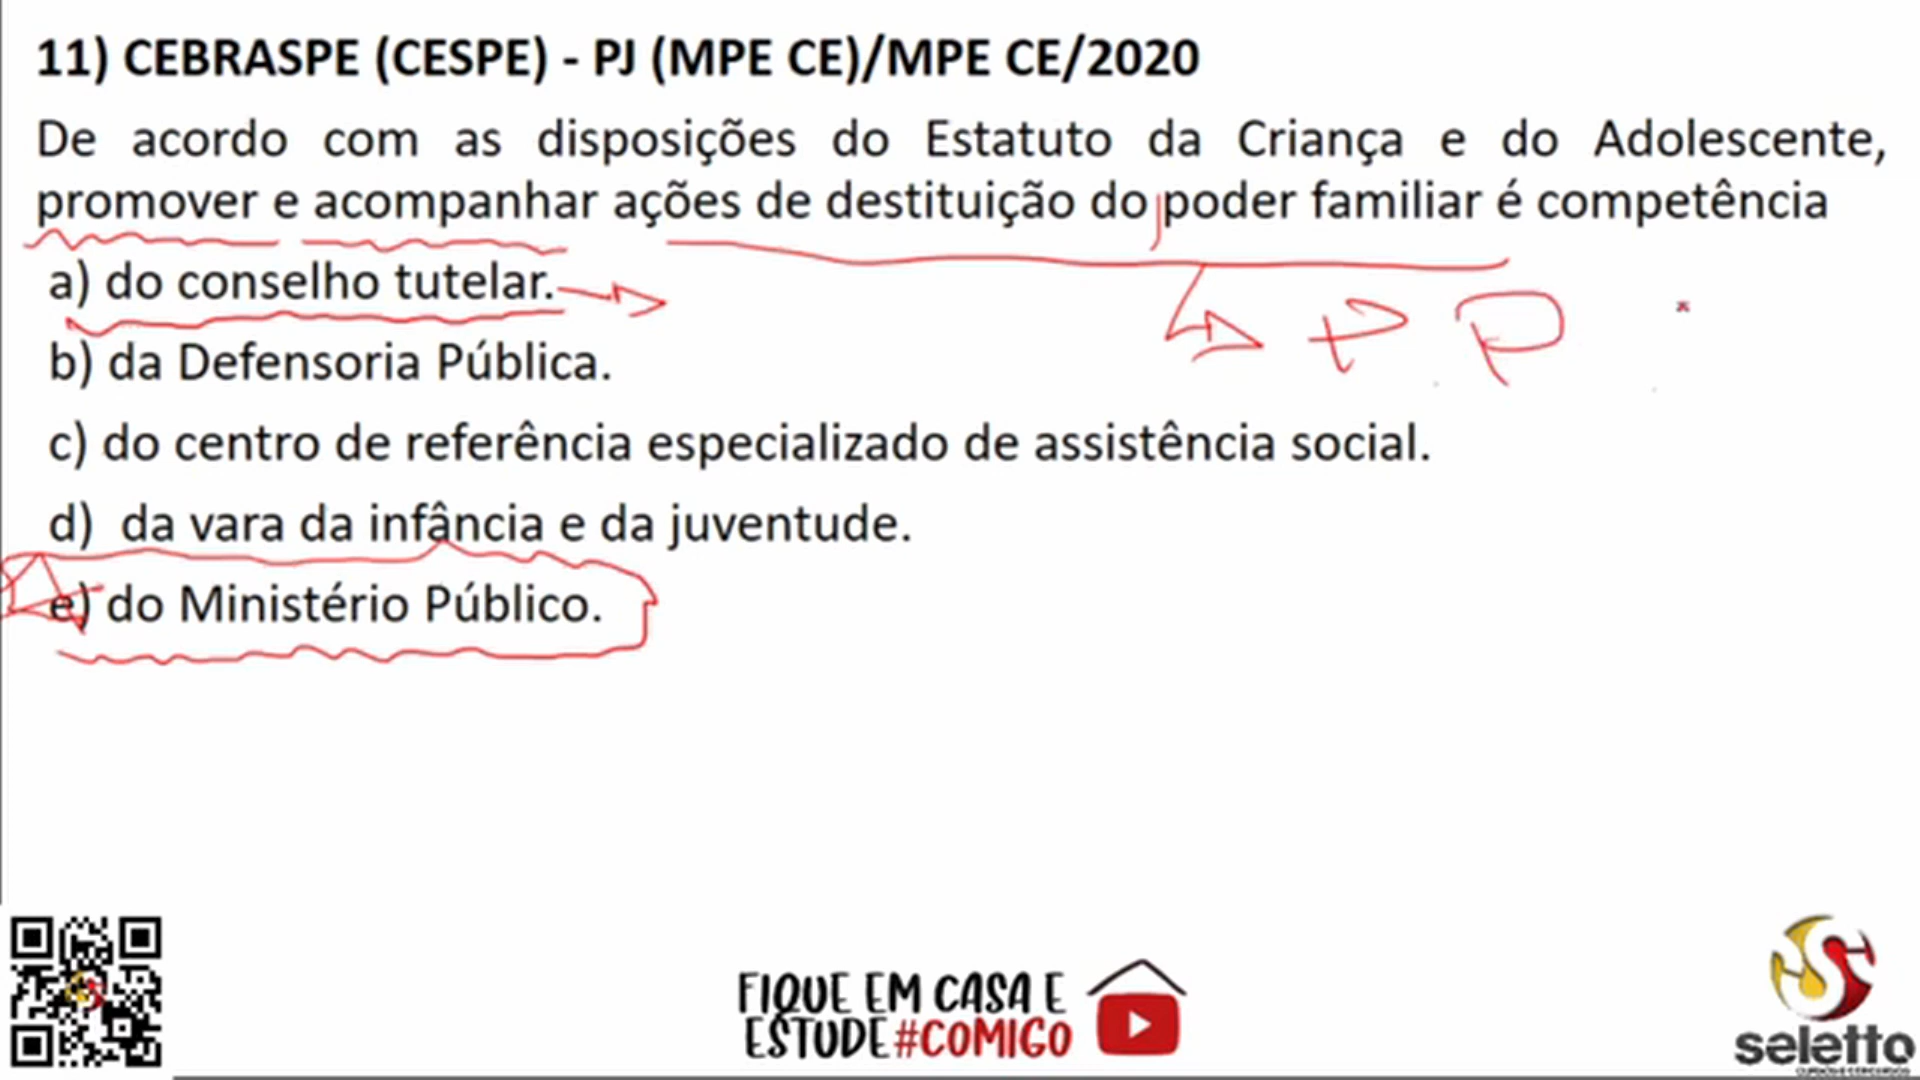 11) CEBRASPE (CESPE) - PJ (MPE CE)/MPE CE/2020
De acordo com as disposições do Estatuto da Criança e do Adolescente,
promover e acompanhar ações de destituição do poder familiar é competência
a) do conselho tutelar.
P P
b) da Defensoria Pública.
c) do centro de referência especializado de assistência social.
d) da vara da infância e da juventude.
e) do Ministério Público.
FIQUE EM CASA E
ESTUDE #COMIGO
seletto
CURSOS E CONCURSOS